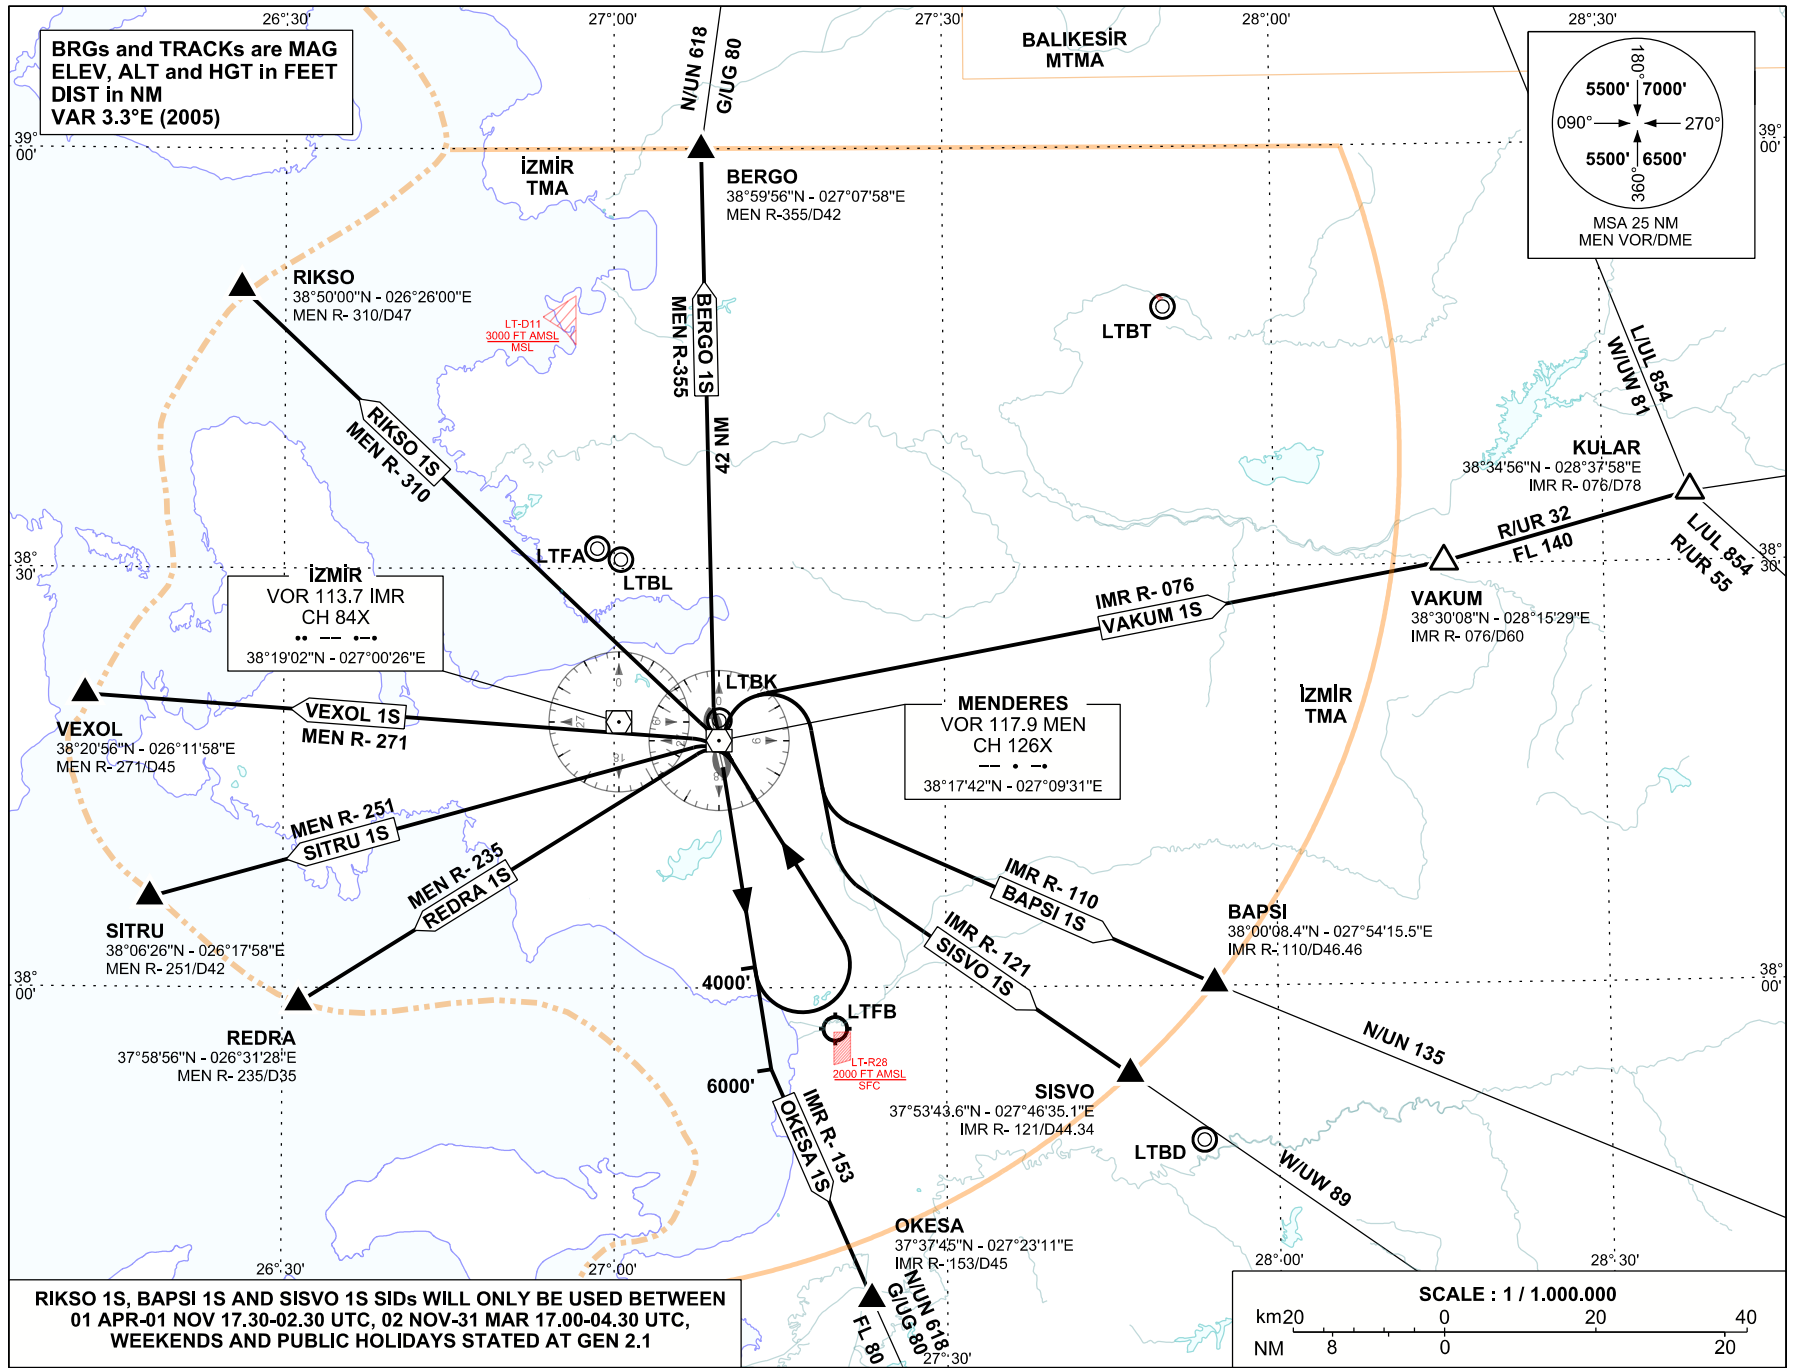 26°30'
27°00'
27°30'
28°00'
28°30'
BRGs and TRACKs are MAG
ELEV, ALT and HGT in FEET
DIST in NM
VAR 3.3°E (2005)
N/UN 618
G/UG 80
BALIKESİR
MTMA
180°
5500' 7000'
090° 270°
5500' 6500'
360°
MSA 25 NM
MEN VOR/DME
39°
00'
39°
00'
İZMİR
TMA
BERGO
38°59'56"N - 027°07'58"E
MEN R-355/D42
RIKSO
38°50'00"N - 026°26'00"E
MEN R- 310/D47
LT-D11
3000 FT AMSL
MSL
BERGO 1S
MEN R-355
42 NM
LTBT
L/UL 854
W/UW 81
RIKSO 1S
MEN R- 310
KULAR
38°34'56"N - 028°37'58"E
IMR R- 076/D78
R/UR 32
FL 140
L/UL 854
R/UR 55
38°
30'
38°
30'
LTFA
LTBL
İZMİR
VOR 113.7 IMR
CH 84X
38°19'02"N - 027°00'26"E
IMR R- 076
VAKUM 1S
VAKUM
38°30'08"N - 028°15'29"E
IMR R- 076/D60
LTBK
MENDERES
VOR 117.9 MEN
CH 126X
38°17'42"N - 027°09'31"E
İZMİR
TMA
VEXOL 1S
MEN R- 271
VEXOL
38°20'56"N - 026°11'58"E
MEN R- 271/D45
MEN R- 251
SITRU 1S
MEN R- 235
REDRA 1S
SITRU
38°06'26"N - 026°17'58"E
MEN R- 251/D42
IMR R- 110
BAPSI 1S
IMR R- 121
SISVO 1S
BAPSI
38°00'08.4"N - 027°54'15.5"E
IMR R- 110/D46.46
38°
00'
38°
00'
4000'
LTFB
REDRA
37°58'56"N - 026°31'28"E
MEN R- 235/D35
6000'
LT-R28
2000 FT AMSL
SFC
N/UN 135
SISVO
37°53'43.6"N - 027°46'35.1"E
IMR R- 121/D44.34
IMR R- 153
OKESA 1S
LTBD
W/UW 89
OKESA
37°37'45"N - 027°23'11"E
IMR R- 153/D45
N/UN 618
G/UG 80
FL 80
26°30'
27°00'
27°30'
28°00'
28°30'
RIKSO 1S, BAPSI 1S AND SISVO 1S SIDs WILL ONLY BE USED BETWEEN
01 APR-01 NOV 17.30-02.30 UTC, 02 NOV-31 MAR 17.00-04.30 UTC,
WEEKENDS AND PUBLIC HOLIDAYS STATED AT GEN 2.1
SCALE : 1 / 1.000.000
km20 0 20 40
NM 8 0 20